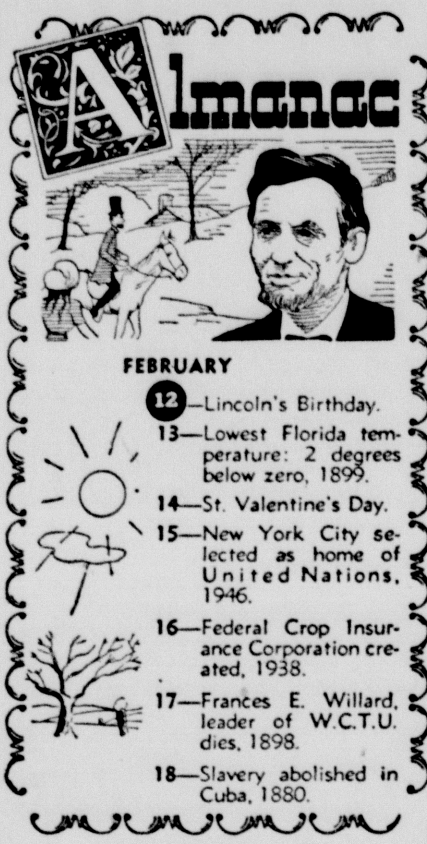 Almanac
FEBRUARY
12—Lincoln's Birthday.
13—Lowest Florida tem-
perature: 2 degrees
below zero, 1899.
14—St. Valentine's Day.
15—New York City se-
lected as home of
United Nations,
1946.
16—Federal Crop Insur-
ance Corporation cre-
ated, 1938.
17—Frances E. Willard,
leader of W.C.T.U.
dies, 1898.
18—Slavery abolished in
Cuba, 1880.